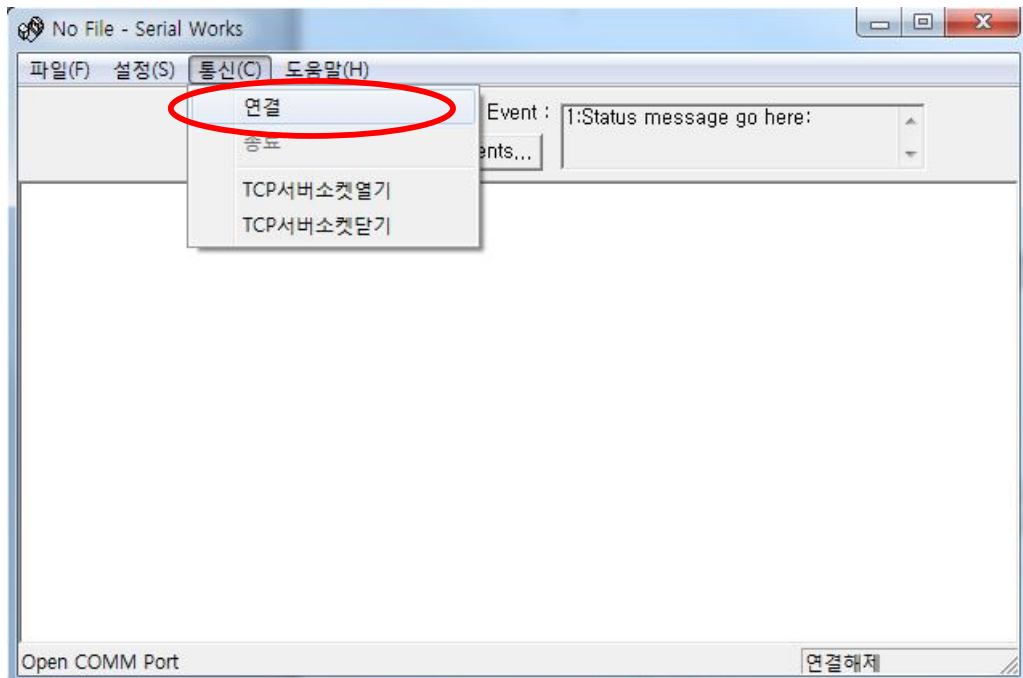 No File - Serial Works
파일(F) 설정(S) 통신(C) 도움말(H)
연결
종료
TCP서버소켓열기
TCP서버소켓닫기
Event :
ents...
1:Status message go here:
Open COMM Port
연결해제